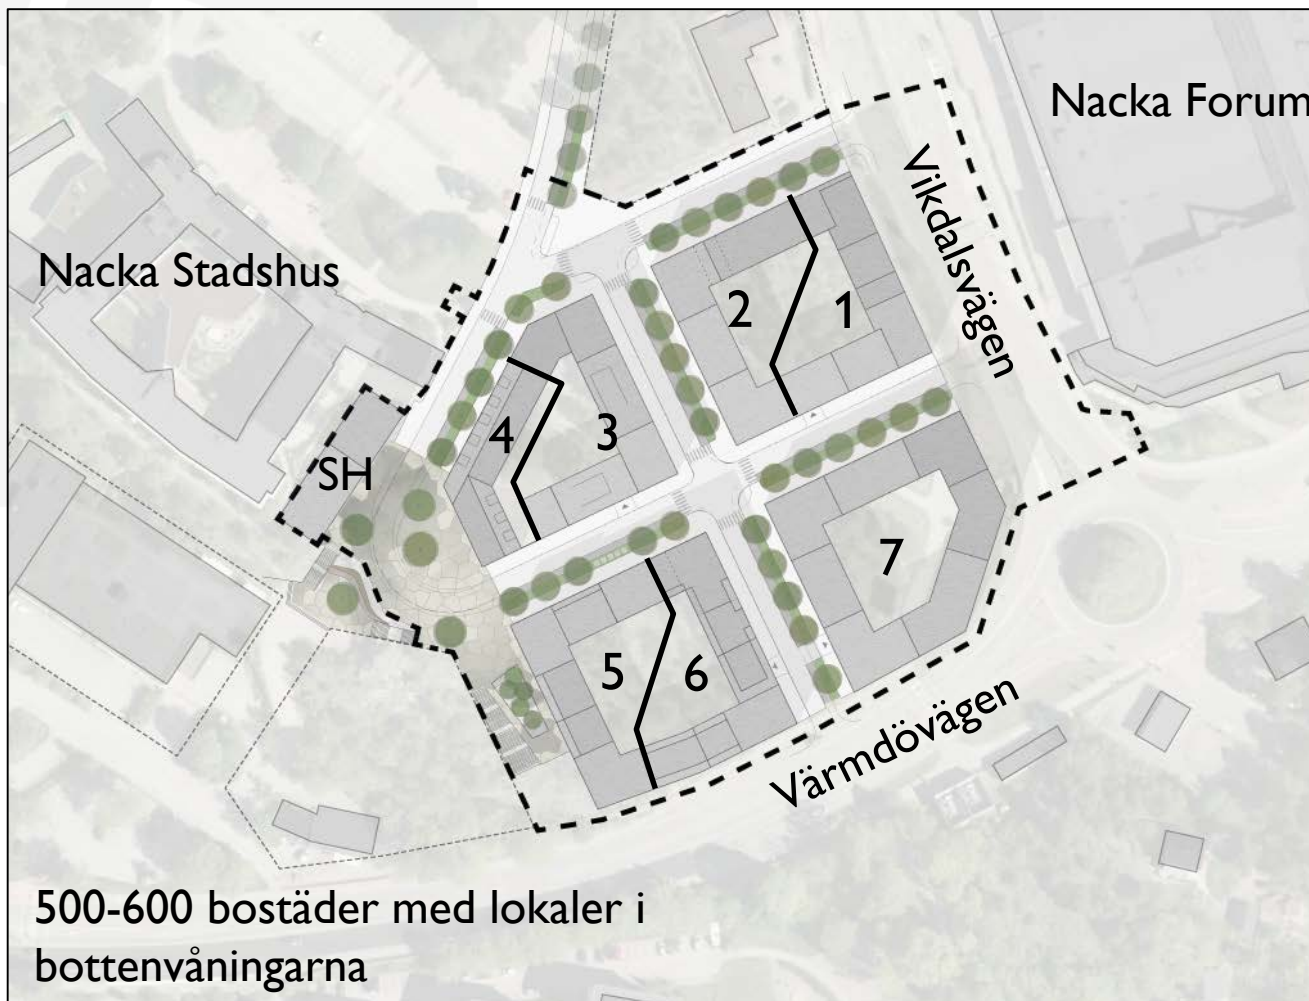 Nacka Forum
Vikdalsvägen
Nacka Stadshus
2
1
4
3
SH
7
5
6
Värmdövägen
500-600 bostäder med lokaler i
bottenvåningarna